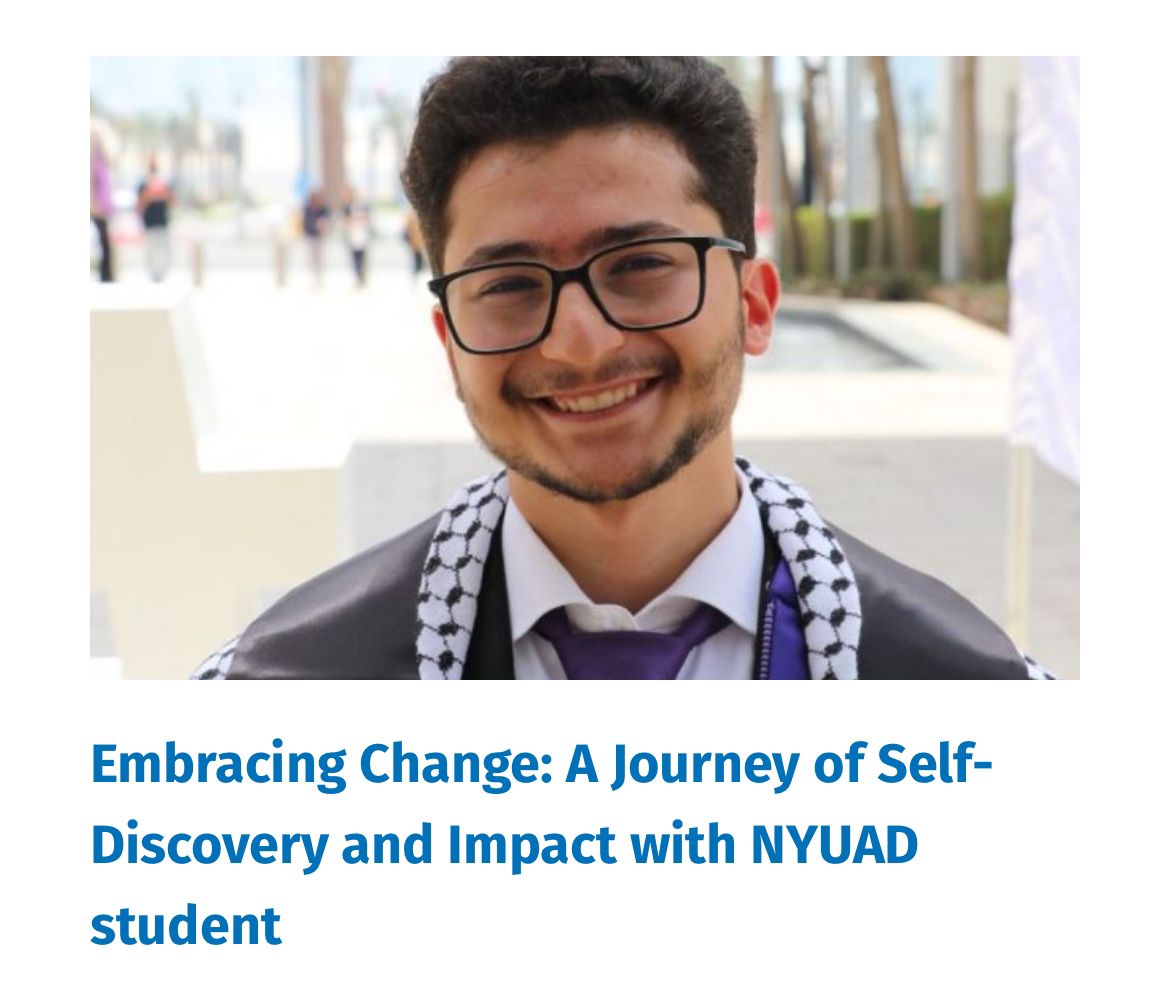 Embracing Change: A Journey of Self-
Discovery and Impact with NYUAD
student